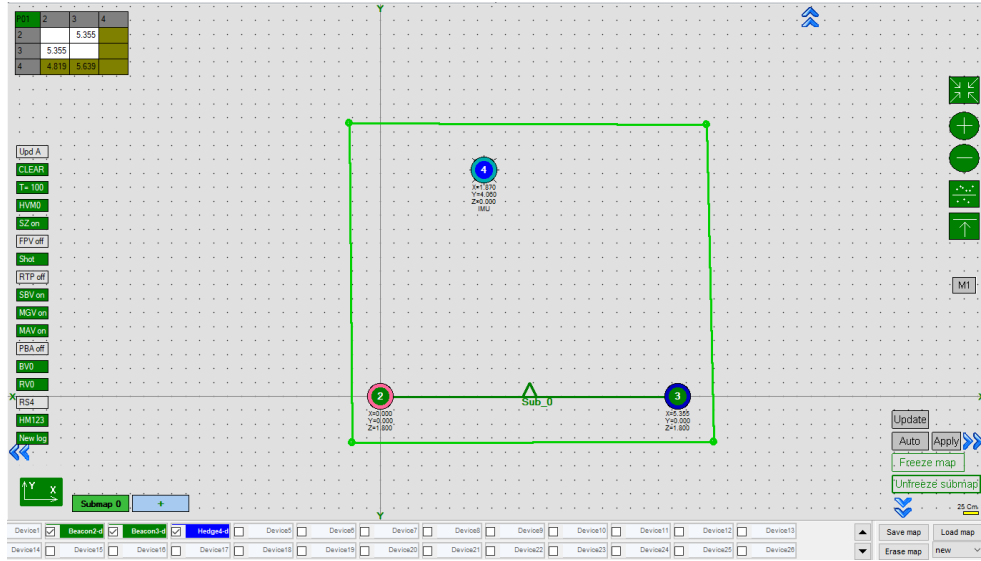 Y
P01 2 3 4
2 5.355
3 5.355
4 4.819 5.639
Upd A
CLEAR
T= 100
HVM0
SZ on
FPV off
Shot
RTP off
SBV on
MGV on
MAV on
PBA off
BV0
RV0
RS4
HM123
New log
4
X=1.870
Y=4.050
Z=0.000
IMU
M1
X
2
X=0.000
Y=0.000
Z=1.800
Sub_0
3
X=5.355
Y=0.000
Z=1.800
Update
Auto Apply
Freeze map
Unfreeze submap
25 Cm.
Y X
Submap 0 +
Y
Device1 Beacon2-d Beacon3-d Hedge4-d Device5 Device6 Device7 Device8 Device9 Device10 Device11 Device12 Device13
Device14 Device15 Device16 Device17 Device18 Device19 Device20 Device21 Device22 Device23 Device24 Device25 Device26
Save map Load map
Erase map new